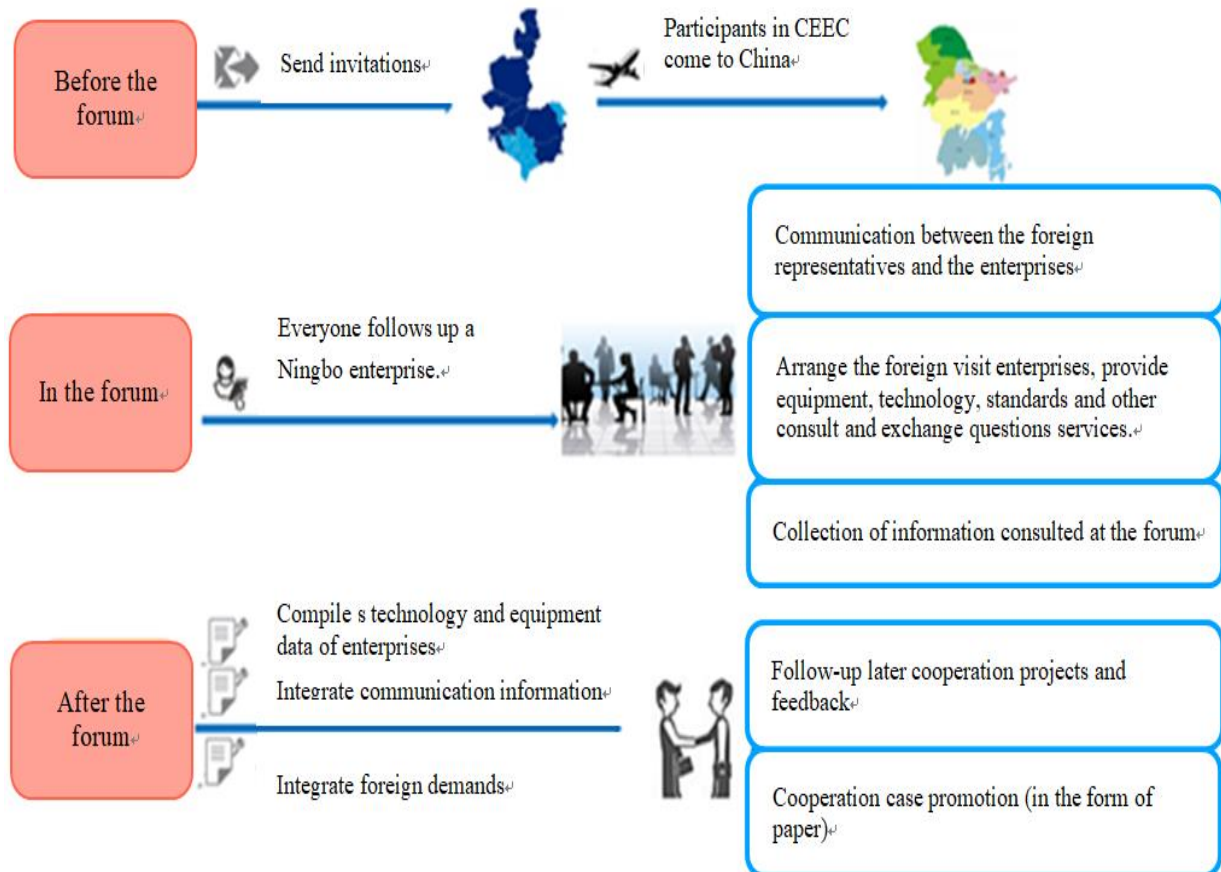 Before the
forum
Send invitations
Participants in CEEC
come to China
In the forum
Everyone follows up a
Ningbo enterprise.
Communication between the foreign
representatives and the enterprises
Arrange the foreign visit enterprises, provide
equipment, technology, standards and other
consult and exchange questions services.
Collection of information consulted at the forum
After the
forum
Compile s technology and equipment
data of enterprises
Integrate communication information
Integrate foreign demands
Follow-up later cooperation projects and
feedback
Cooperation case promotion (in the form of
paper)